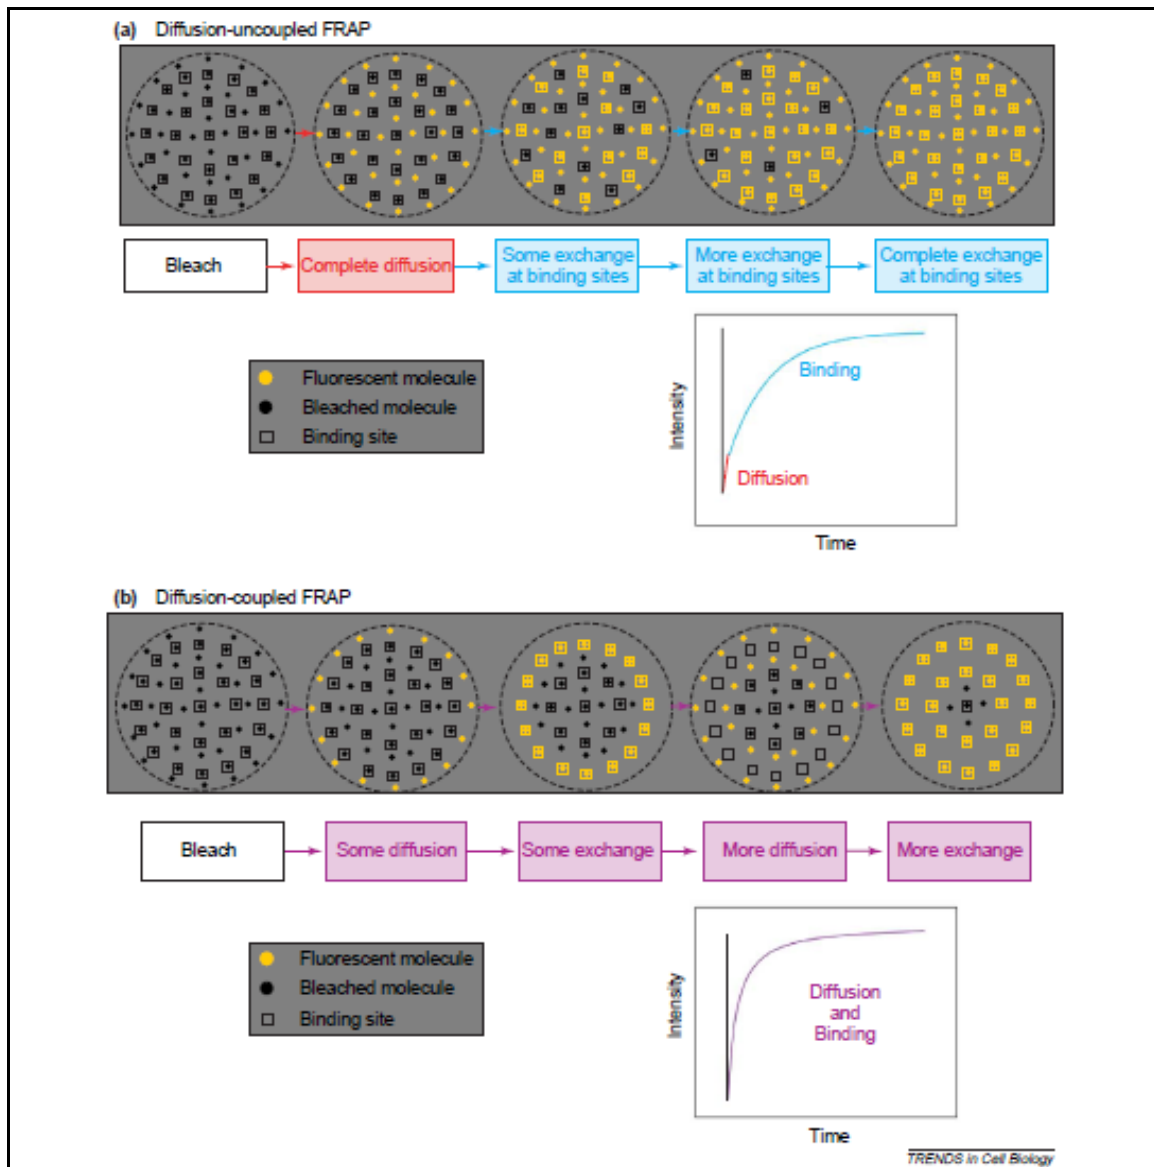 (a) Diffusion-uncoupled FRAP
Bleach
Complete diffusion
Some exchange
at binding sites
More exchange
at binding sites
Complete exchange
at binding sites
Fluorescent molecule
Bleached molecule
Binding site
Intensity
Binding
Diffusion
Time
(b) Diffusion-coupled FRAP
Bleach
Some diffusion
Some exchange
More diffusion
More exchange
Fluorescent molecule
Bleached molecule
Binding site
Intensity
Diffusion
and
Binding
Time
TRENDS in Cell Biology